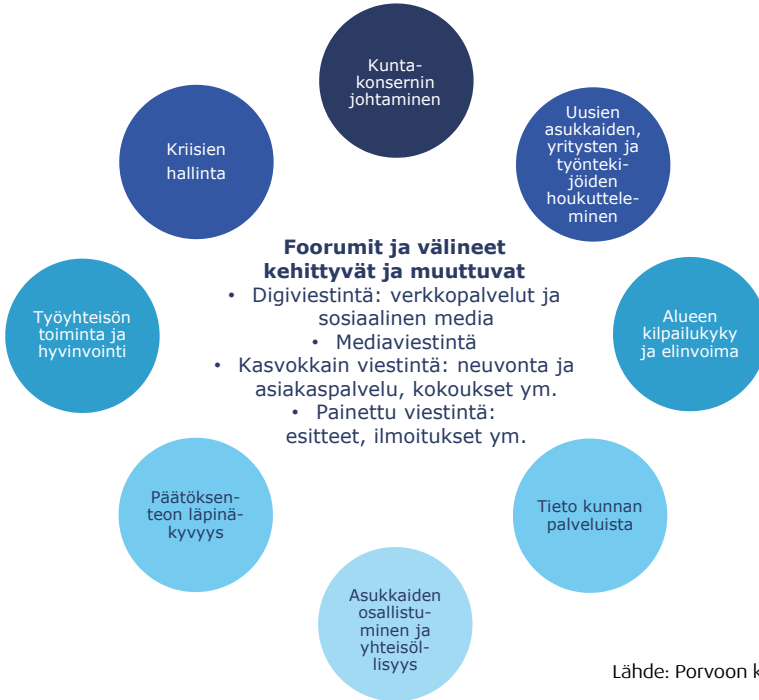 Kunta-
konsernin
johtaminen
Uusien
asukkaiden,
yritysten ja
työnteki-
jöiden
houkuttele-
minen
Kriisien
hallinta
Foorumit ja välineet
kehittyvät ja muuttuvat
• Digiviestintä: verkkopalvelut ja
sosiaalinen media
• Mediaviestintä
• Kasvokkain viestintä: neuvonta ja
asiakaspalvelu, kokoukset ym.
• Painettu viestintä:
esitteet, ilmoitukset ym.
Työyhteisön
toiminta ja
hyvinvointi
Alueen
kilpailukyky
ja elinvoima
Päätöksen-
teon läpinä-
kyvyys
Tieto kunnan
palveluista
Asukkaiden
osallistu-
minen ja
yhteisöl-
lisyys
Lähde: Porvoon k